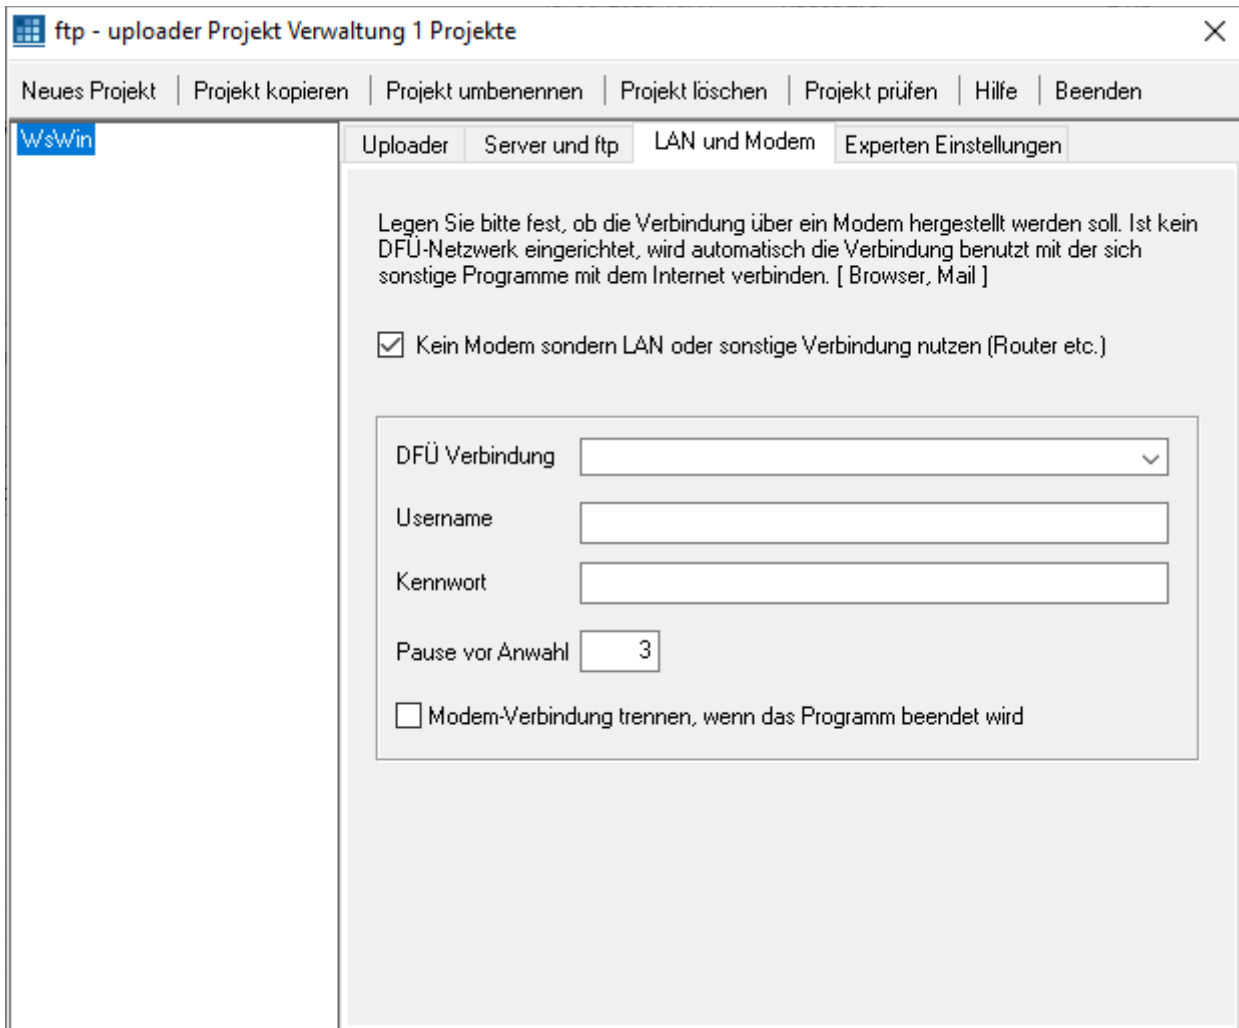 ftp - uploader Projekt Verwaltung 1 Projekte
Neues Projekt Projekt kopieren Projekt umbenennen Projekt löschen Projekt prüfen Hilfe Beenden
WsWin
Uploader Server und ftp LAN und Modem Experten Einstellungen
Legen Sie bitte fest, ob die Verbindung über ein Modem hergestellt werden soll. Ist kein
DFÜ-Netzwerk eingerichtet, wird automatisch die Verbindung benutzt mit der sich
sonstige Programme mit dem Internet verbinden. [ Browser, Mail ]
Kein Modem sondern LAN oder sonstige Verbindung nutzen (Router etc.)
DFÜ Verbindung
Username
Kennwort
Pause vor Anwahl 3
Modem-Verbindung trennen, wenn das Programm beendet wird